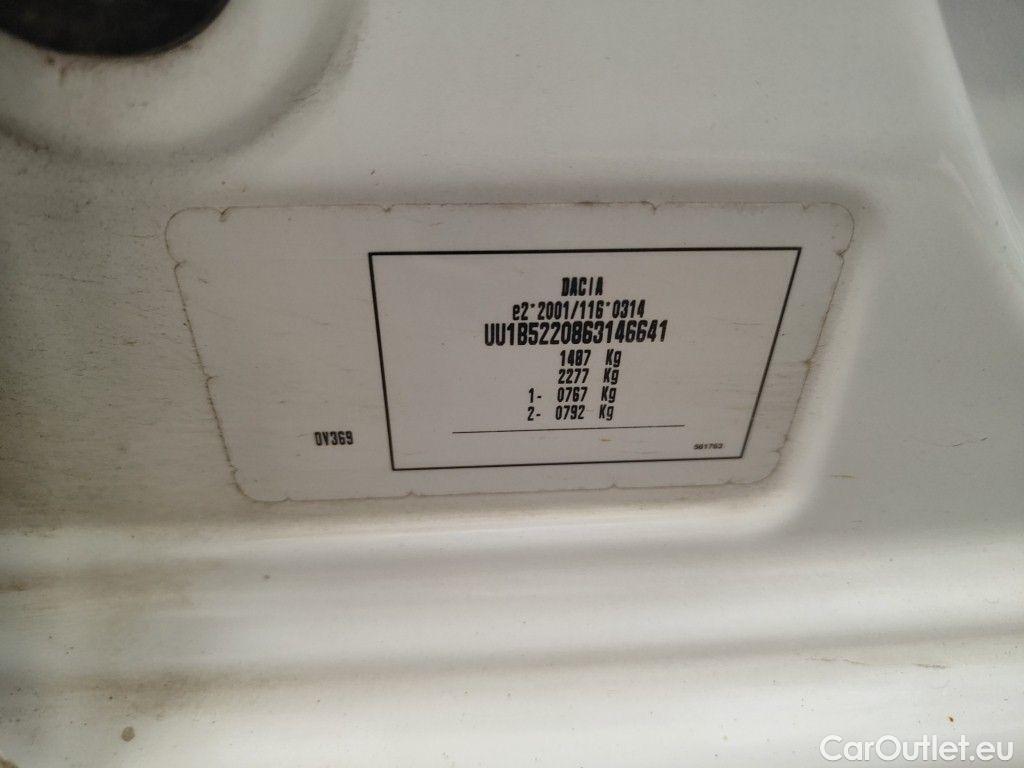 DACIA
e2*2001/116*0314
UU1B5220863146641
1487 Kg
2277 Kg
1- 0767 Kg
2- 0792 Kg
OV369
561763
CarOutlet.eu